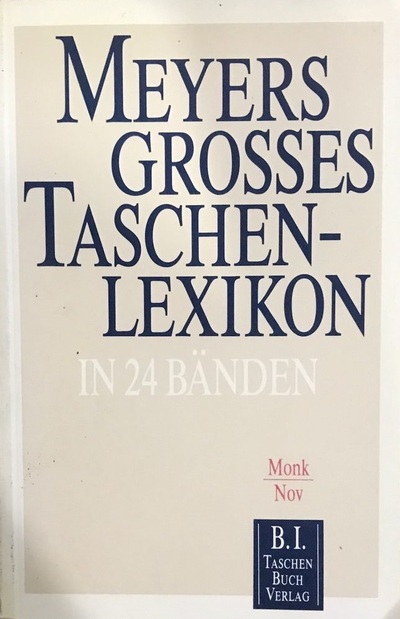 MEYERS
GROSSES
TASCHEN-
LEXIKON
IN 24 BÄNDEN
Monk
Nov
B.I.
TASCHEN
BUCH
VERLAG